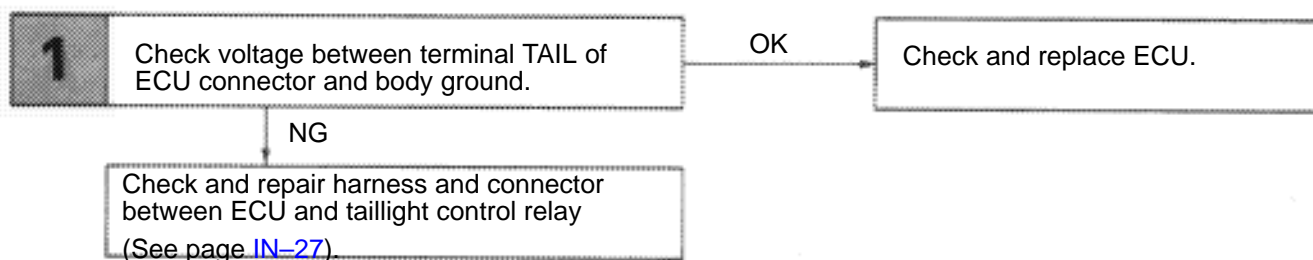 1
Check voltage between terminal TAIL of
ECU connector and body ground.
OK
Check and replace ECU.
NG
Check and repair harness and connector
between ECU and taillight control relay
(See page IN–27).